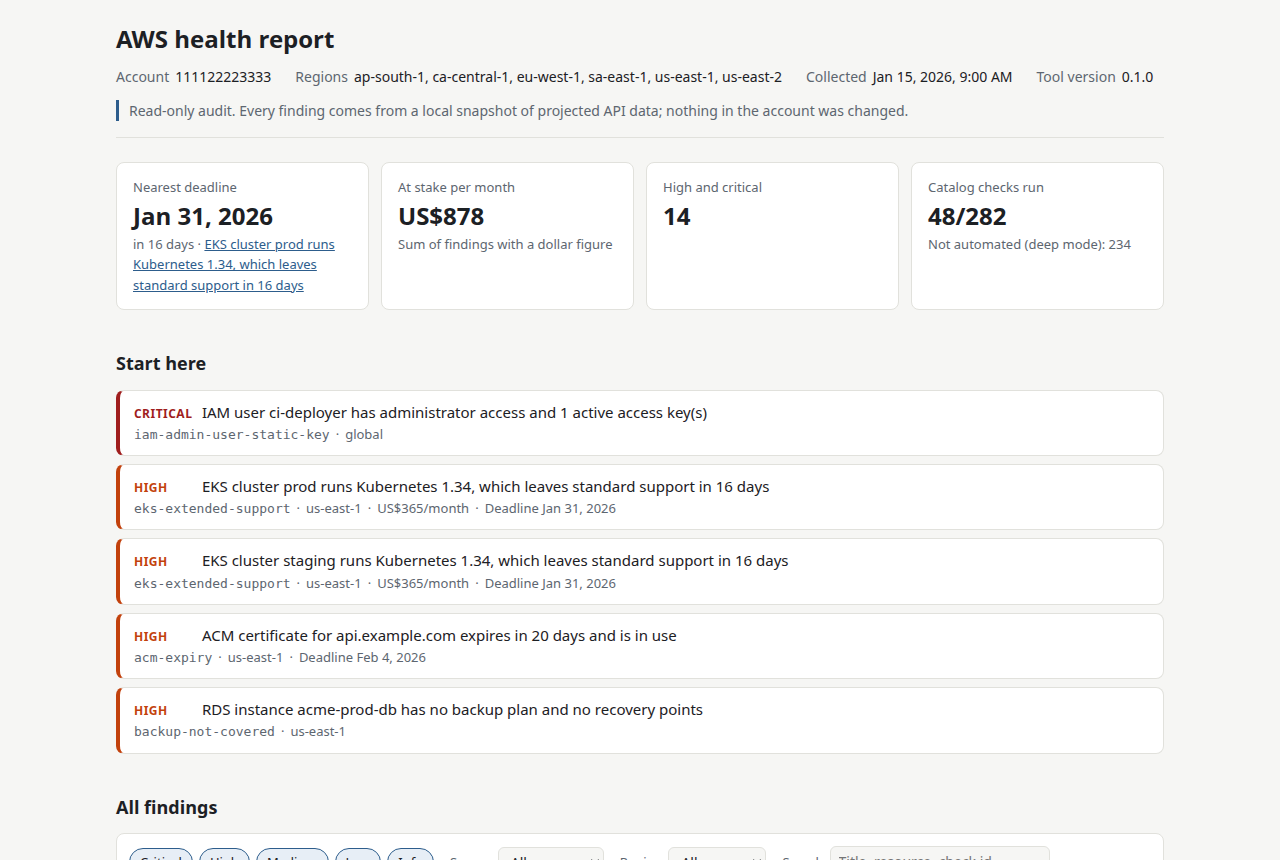 AWS health report
Account 111122223333 Regions ap-south-1, ca-central-1, eu-west-1, sa-east-1, us-east-1, us-east-2 Collected Jan 15, 2026, 9:00 AM Tool version 0.1.0
Read-only audit. Every finding comes from a local snapshot of projected API data; nothing in the account was changed.
Nearest deadline
Jan 31, 2026
in 16 days · EKS cluster prod runs
Kubernetes 1.34, which leaves
standard support in 16 days
At stake per month
US$878
Sum of findings with a dollar figure
High and critical
14
Catalog checks run
48/282
Not automated (deep mode): 234
Start here
CRITICAL IAM user ci-deployer has administrator access and 1 active access key(s)
iam-admin-user-static-key · global
HIGH EKS cluster prod runs Kubernetes 1.34, which leaves standard support in 16 days
eks-extended-support · us-east-1 · US$365/month · Deadline Jan 31, 2026
HIGH EKS cluster staging runs Kubernetes 1.34, which leaves standard support in 16 days
eks-extended-support · us-east-1 · US$365/month · Deadline Jan 31, 2026
HIGH ACM certificate for api.example.com expires in 20 days and is in use
acm-expiry · us-east-1 · Deadline Feb 4, 2026
HIGH RDS instance acme-prod-db has no backup plan and no recovery points
backup-not-covered · us-east-1
All findings